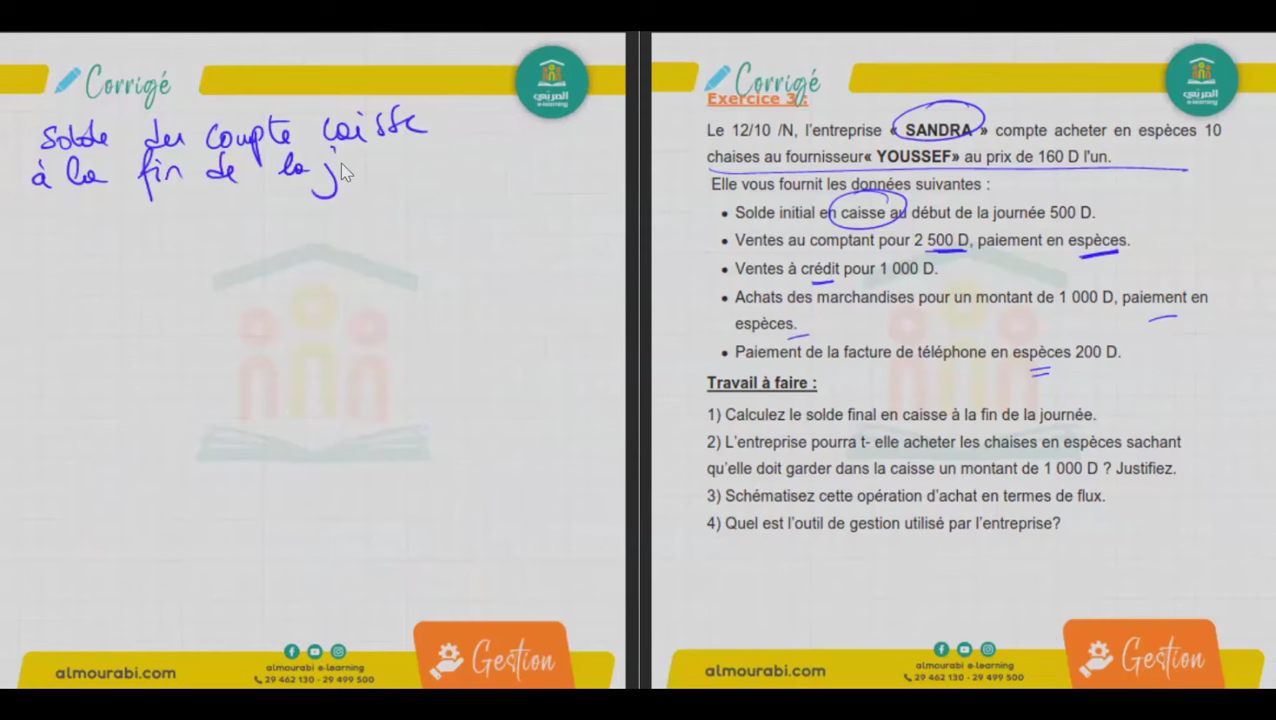 Corrigé
المربي
e-learning
solde du compte caisse
à la fin de la j
almourabi.com
almourabi e-learning
29 462 130 - 29 499 500
Gestion
Corrigé
المربي
e-learning
Exercice 3 :
Le 12/10 /N, l'entreprise « SANDRA » compte acheter en espèces 10
chaises au fournisseur« YOUSSEF» au prix de 160 D l'un.
Elle vous fournit les données suivantes :
• Solde initial en caisse au début de la journée 500 D.
• Ventes au comptant pour 2 500 D, paiement en espèces.
• Ventes à crédit pour 1 000 D.
• Achats des marchandises pour un montant de 1 000 D, paiement en
espèces.
• Paiement de la facture de téléphone en espèces 200 D.
Travail à faire :
1) Calculez le solde final en caisse à la fin de la journée.
2) L'entreprise pourra t- elle acheter les chaises en espèces sachant
qu'elle doit garder dans la caisse un montant de 1 000 D ? Justifiez.
3) Schématisez cette opération d'achat en termes de flux.
4) Quel est l'outil de gestion utilisé par l'entreprise?
almourabi.com
almourabi e-learning
29 462 130 - 29 499 500
Gestion